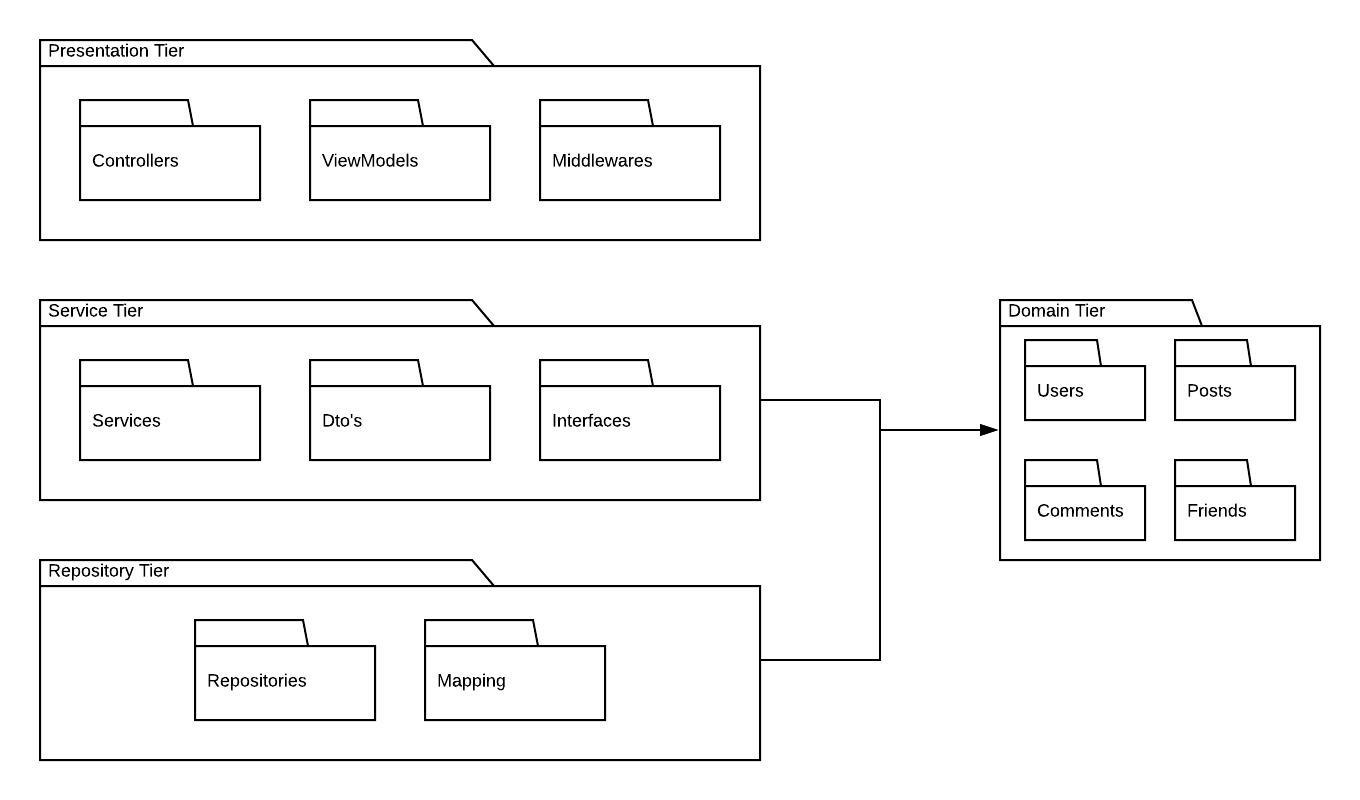 Presentation Tier
Controllers
ViewModels
Middlewares
Service Tier
Services
Dto's
Interfaces
Domain Tier
Users
Posts
Comments
Friends
Repository Tier
Repositories
Mapping